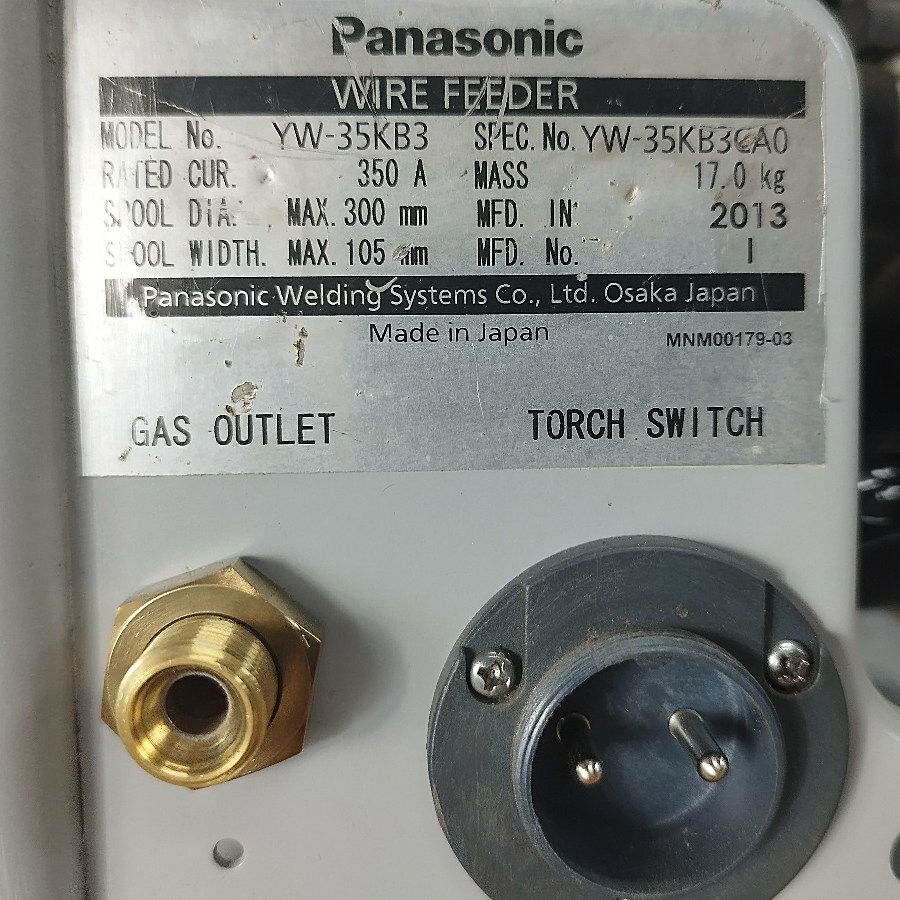 Panasonic
WIRE FEEDER
MODEL No. YW-35KB3 SPEC. No. YW-35KB3CA0
RATED CUR. 350 A MASS 17.0 kg
SPOOL DIA. MAX. 300 mm MFD. IN 2013
SPOOL WIDTH. MAX. 105 mm MFD. No. I
Panasonic Welding Systems Co., Ltd. Osaka Japan
Made in Japan MNM00179-03
GAS OUTLET TORCH SWITCH